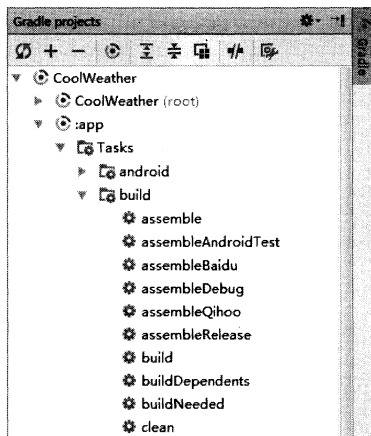 Gradle projects
Gradle
CoolWeather
CoolWeather (root)
:app
Tasks
android
build
assemble
assembleAndroidTest
assembleBaidu
assembleDebug
assembleQihoo
assembleRelease
build
buildDependents
buildNeeded
clean